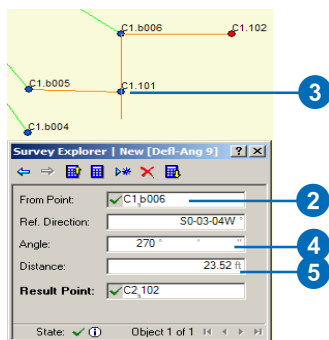 C1.b006
C1.102
C1.b005
C1.101
3
C1.b004
Survey Explorer | New [Defl-Ang 9] ? ×
From Point: C1,b006 2
Ref. Direction: S0-03-04W °
Angle: 270 ° ' " 4
Distance: 23.52 ft 5
Result Point: C2,102
State: Object 1 of 1